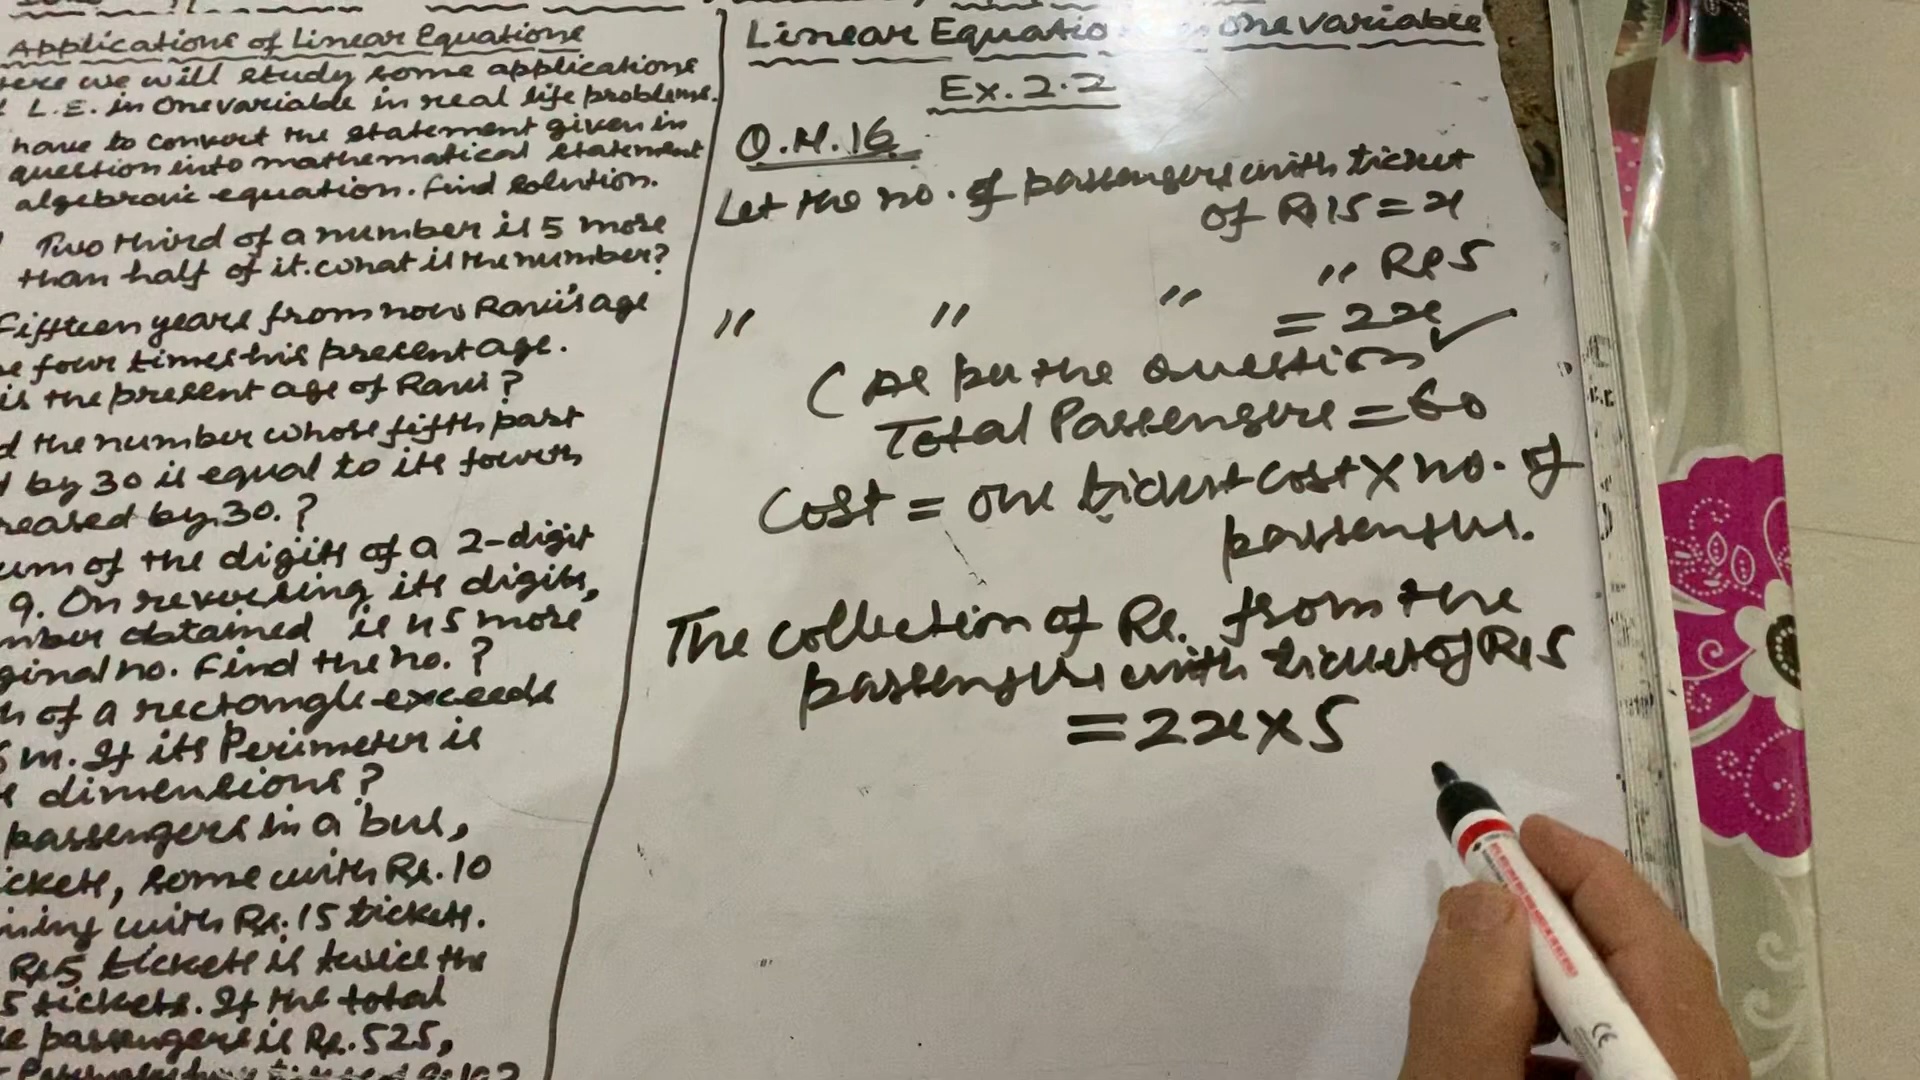 Applications of Linear Equations
ere we will study some applications
L.E. in one variable in real life problems.
have to convert the statement given in
question into mathematical statement
algebraic equation. Find solution.
Two third of a number is 5 more
than half of it. what is the number?
Fifteen years from now Ravi's age
e four times his present age.
is the present age of Ravi?
d the number whose fifth part
by 30 is equal to its fourth
reased by 30. ?
um of the digits of a 2-digit
9. On reversing its digits,
mber obtained is 45 more
ginal no. Find the no. ?
h of a rectangle exceeds
5 m. If its Perimeter is
dimensions?
passengers in a bus,
ickets, some with Rs. 10
ining with Rs. 15 tickets.
Rs5 tickets is twice the
5 tickets. If the total
e passengers is Rs. 525,
Linear Equatio one variable
Ex. 2.2
Q.N.16
Let the no. of passengers with ticket
of Rs15 = x
" " " " Rs5
= 2x
(As per the Question
Total Passengers = 60
Cost = one ticket cost × no. of
passengers.
The collection of Rs. from the
passengers with ticket of Rs5
= 2x × 5